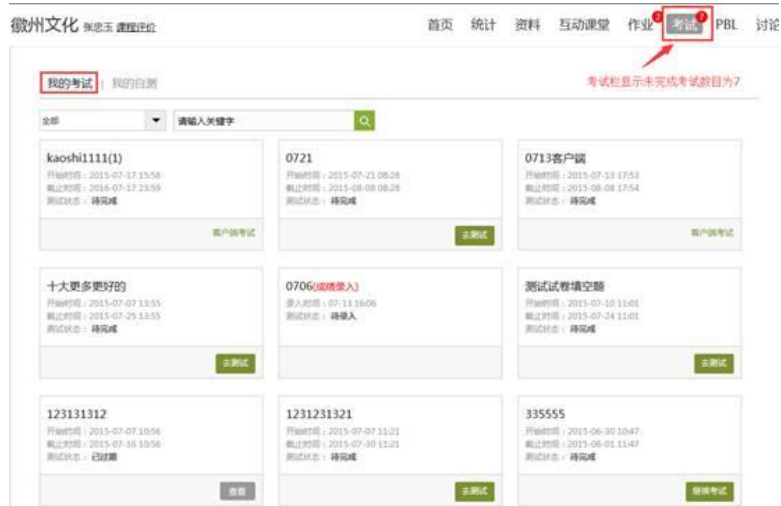 徽州文化 张忠玉 课程评价
首页 统计 资料 互动课堂 作业 2 考试 7 PBL 讨论
我的考试 | 我的自测
考试栏显示未完成考试数目为7
全部 请输入关键字
kaoshi1111(1)
开始时间：2015-07-17 15:58
截止时间：2016-07-17 23:59
测试状态：待完成
客户端考试
0721
开始时间：2015-07-21 08:28
截止时间：2015-08-08 08:28
测试状态：待完成
去测试
0713客户端
开始时间：2015-07-13 17:53
截止时间：2015-08-08 17:54
测试状态：待完成
客户端考试
十大更多更好的
开始时间：2015-07-07 13:55
截止时间：2015-07-25 13:55
测试状态：待完成
去测试
0706(成绩录入)
录入时间：07-13 16:06
测试状态：待录入
测试试卷填空题
开始时间：2015-07-10 11:01
截止时间：2015-07-24 11:01
测试状态：待完成
去测试
123131312
开始时间：2015-07-07 10:56
截止时间：2015-07-16 10:56
测试状态：已过期
查看
1231231321
开始时间：2015-07-07 11:21
截止时间：2015-07-30 11:21
测试状态：待完成
去测试
335555
开始时间：2015-06-30 10:47
截止时间：2015-08-01 11:47
测试状态：待完成
继续考试